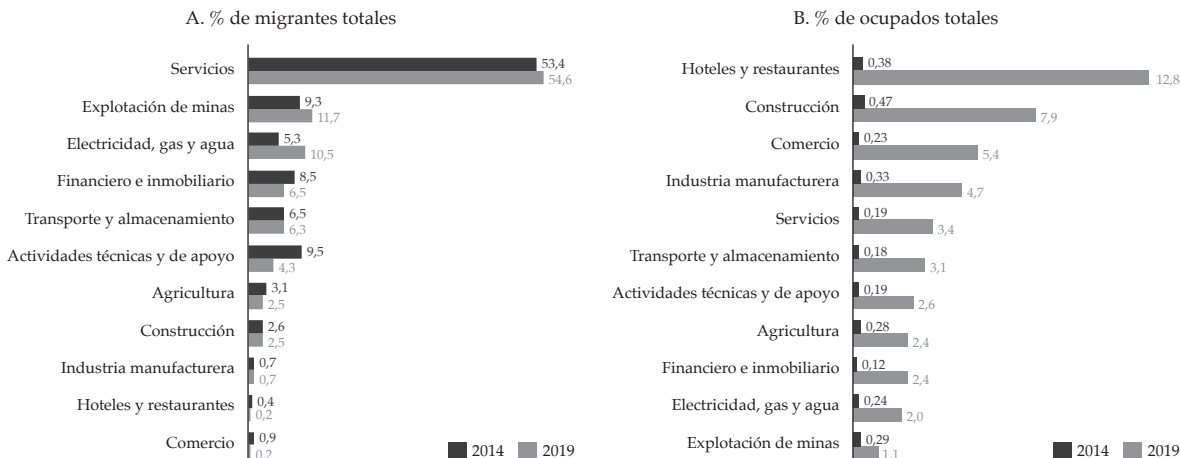 A. % de migrantes totales
Servicios 53,4
54,6
Explotación de minas 9,3
11,7
Electricidad, gas y agua 5,3
10,5
Financiero e inmobiliario 8,5
6,5
Transporte y almacenamiento 6,5
6,3
Actividades técnicas y de apoyo 9,5
4,3
Agricultura 3,1
2,5
Construcción 2,6
2,5
Industria manufacturera 0,7
0,7
Hoteles y restaurantes 0,4
0,2
Comercio 0,9
0,2
2014 2019
B. % de ocupados totales
Hoteles y restaurantes 0,38
12,8
Construcción 0,47
7,9
Comercio 0,23
5,4
Industria manufacturera 0,33
4,7
Servicios 0,19
3,4
Transporte y almacenamiento 0,18
3,1
Actividades técnicas y de apoyo 0,19
2,6
Agricultura 0,28
2,4
Financiero e inmobiliario 0,12
2,4
Electricidad, gas y agua 0,24
2,0
Explotación de minas 0,29
1,1
2014 2019